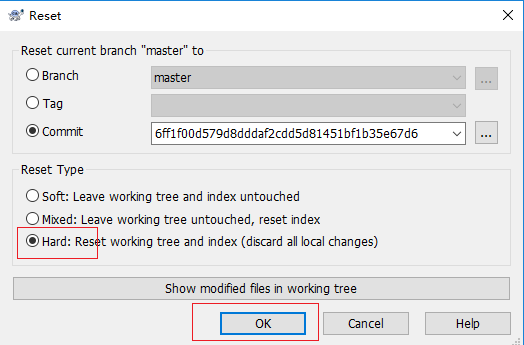 Reset
Reset current branch "master" to
Branch
master
...
Tag
Commit
6ff1f00d579d8dddaf2cdd5d81451bf1b35e67d6
...
Reset Type
Soft: Leave working tree and index untouched
Mixed: Leave working tree untouched, reset index
Hard: Reset working tree and index (discard all local changes)
Show modified files in working tree
OK
Cancel
Help